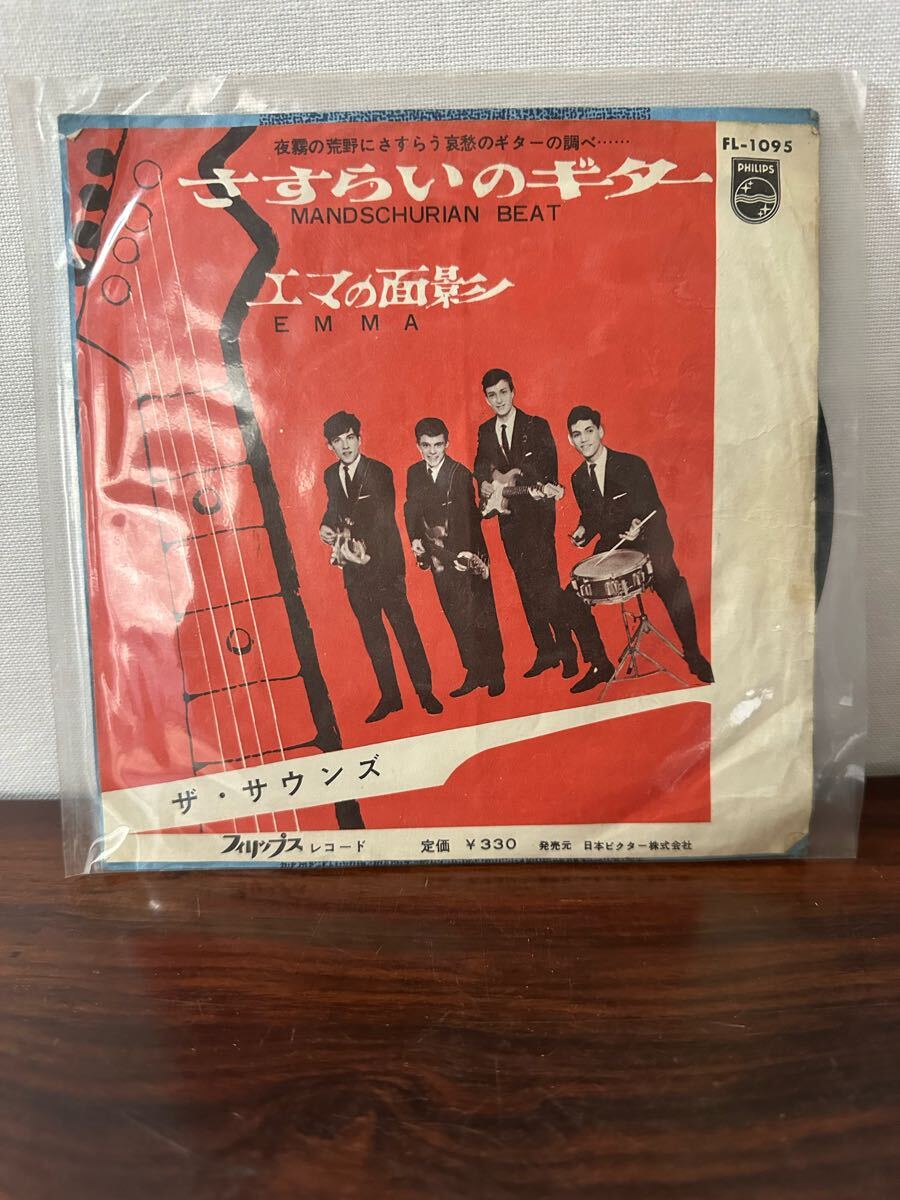 夜霧の荒野にさすらう哀愁のギターの調べ……
FL-1095
PHILIPS
さすらいのギター
MANDSCHURIAN BEAT
エマの面影
EMMA
ザ・サウンズ
フィリップスレコード 定価 ¥330 発売元 日本ビクター株式会社